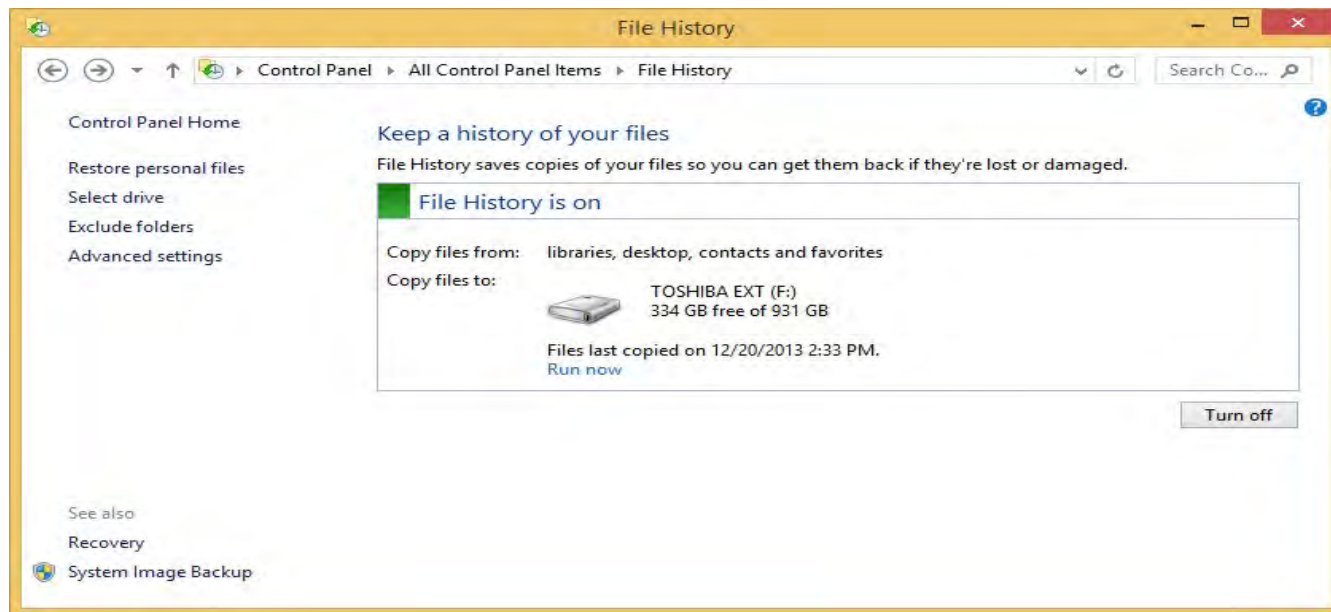 File History
Control Panel All Control Panel Items File History
Search Co...
Control Panel Home
Restore personal files
Select drive
Exclude folders
Advanced settings
Keep a history of your files
File History saves copies of your files so you can get them back if they're lost or damaged.
File History is on
Copy files from: libraries, desktop, contacts and favorites
Copy files to:
TOSHIBA EXT (F:)
334 GB free of 931 GB
Files last copied on 12/20/2013 2:33 PM.
Run now
Turn off
See also
Recovery
System Image Backup